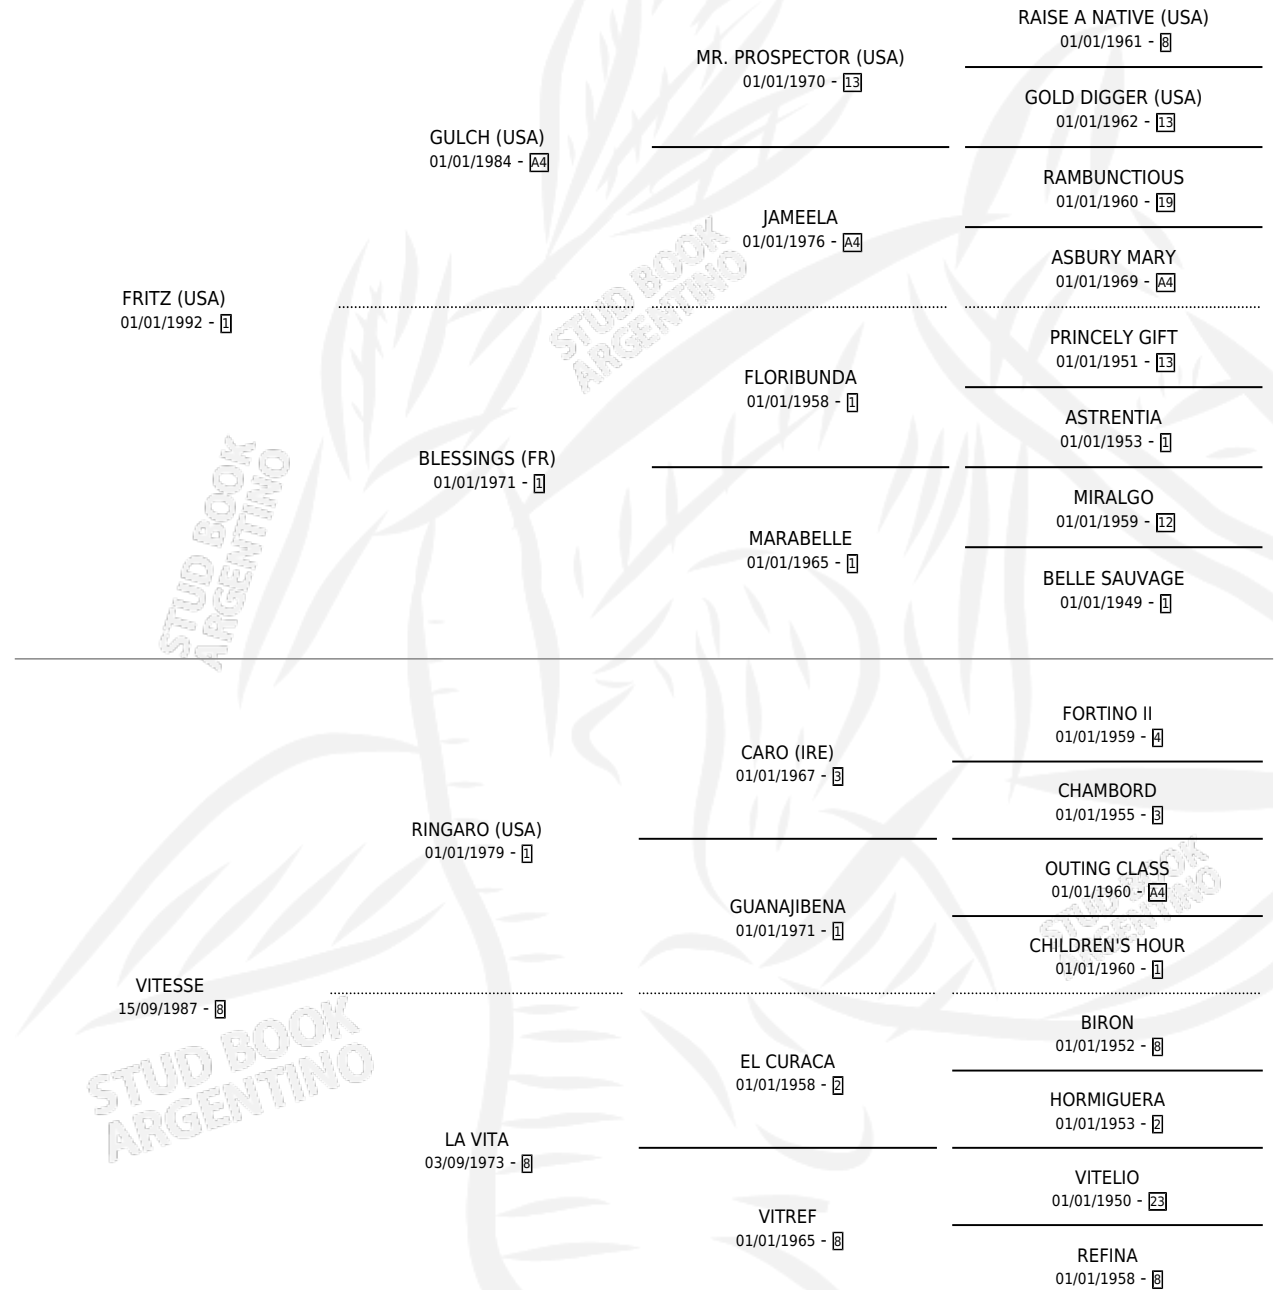 RAISE A NATIVE (USA)
01/01/1961 - 8
MR. PROSPECTOR (USA)
01/01/1970 - 13
GOLD DIGGER (USA)
01/01/1962 - 13
GULCH (USA)
01/01/1984 - A4
RAMBUNCTIOUS
01/01/1960 - 19
JAMEELA
01/01/1976 - A4
ASBURY MARY
01/01/1969 - A4
FRITZ (USA)
01/01/1992 - 1
PRINCELY GIFT
01/01/1951 - 13
FLORIBUNDA
01/01/1958 - 1
ASTRENTIA
01/01/1953 - 1
BLESSINGS (FR)
01/01/1971 - 1
MIRALGO
01/01/1959 - 12
MARABELLE
01/01/1965 - 1
BELLE SAUVAGE
01/01/1949 - 1
FORTINO II
01/01/1959 - 4
CARO (IRE)
01/01/1967 - 3
CHAMBORD
01/01/1955 - 3
RINGARO (USA)
01/01/1979 - 1
OUTING CLASS
01/01/1960 - A4
GUANAJIBENA
01/01/1971 - 1
CHILDREN'S HOUR
01/01/1960 - 1
VITESSE
15/09/1987 - 8
BIRON
01/01/1952 - 8
EL CURACA
01/01/1958 - 2
HORMIGUERA
01/01/1953 - 2
LA VITA
03/09/1973 - 8
VITELIO
01/01/1950 - 23
VITREF
01/01/1965 - 8
REFINA
01/01/1958 - 8
STUD BOOK
ARGENTINO
STUD BOOK
ARGENTINO
STUD BOOK
ARGENTINO
STUD BOOK
ARGENTINO